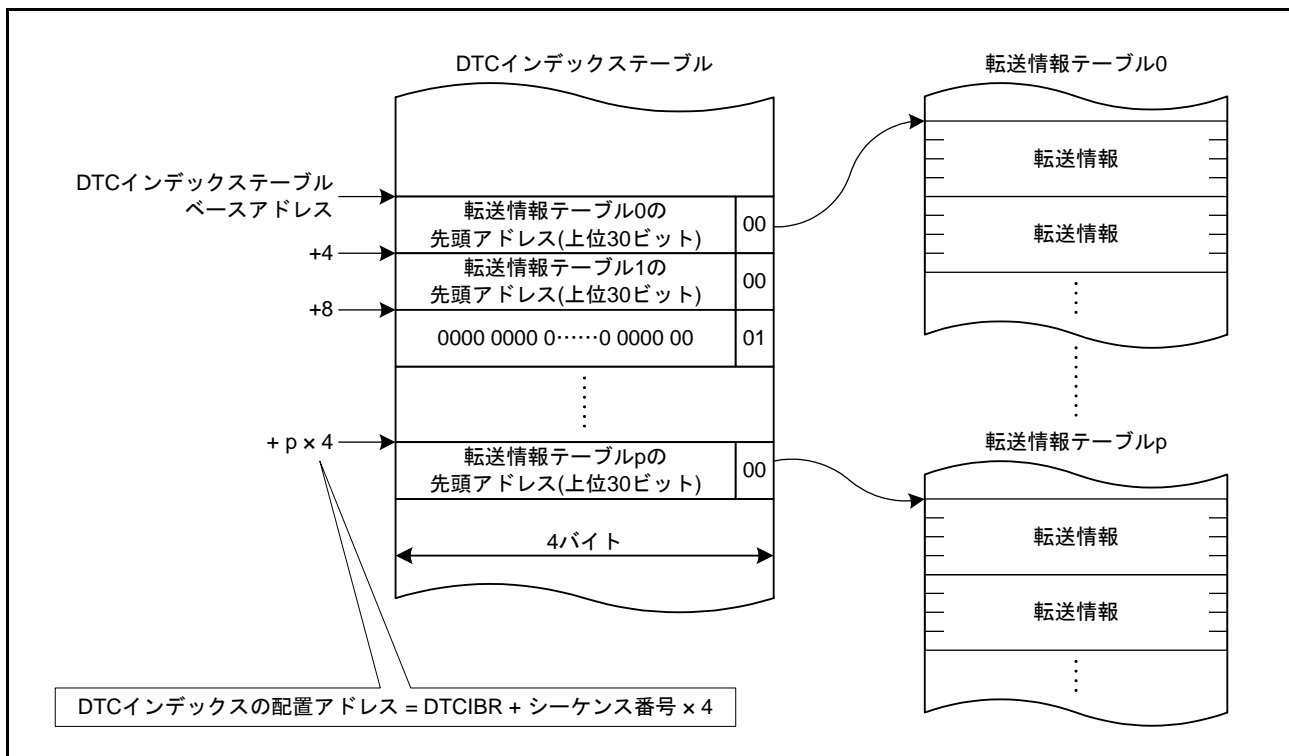 DTCインデックステーブル
転送情報テーブル0
DTCインデックステーブル
ベースアドレス
転送情報テーブル0の
先頭アドレス(上位30ビット)
00
+4
転送情報テーブル1の
先頭アドレス(上位30ビット)
00
+8
0000 0000 0……0 0000 00
01
+ p × 4
転送情報テーブルpの
先頭アドレス(上位30ビット)
00
4バイト
転送情報
転送情報
転送情報テーブルp
転送情報
転送情報
DTCインデックスの配置アドレス = DTCIBR + シーケンス番号 × 4